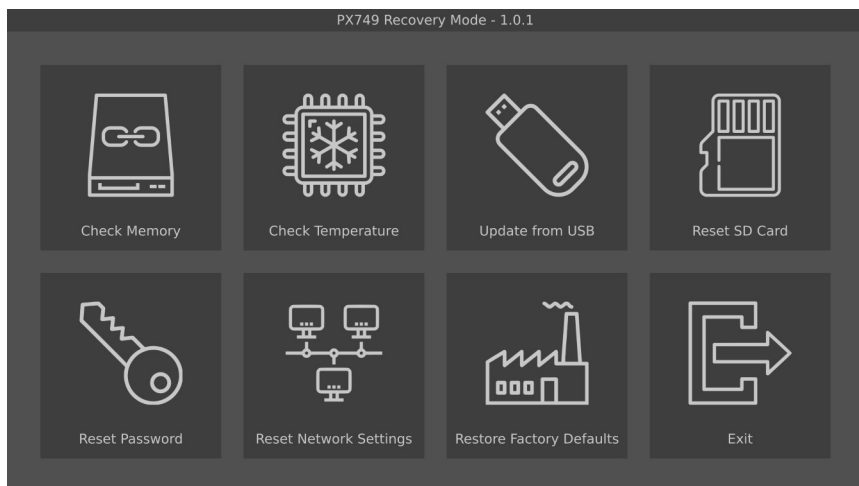 PX749 Recovery Mode - 1.0.1
Check Memory
Check Temperature
Update from USB
Reset SD Card
Reset Password
Reset Network Settings
Restore Factory Defaults
Exit